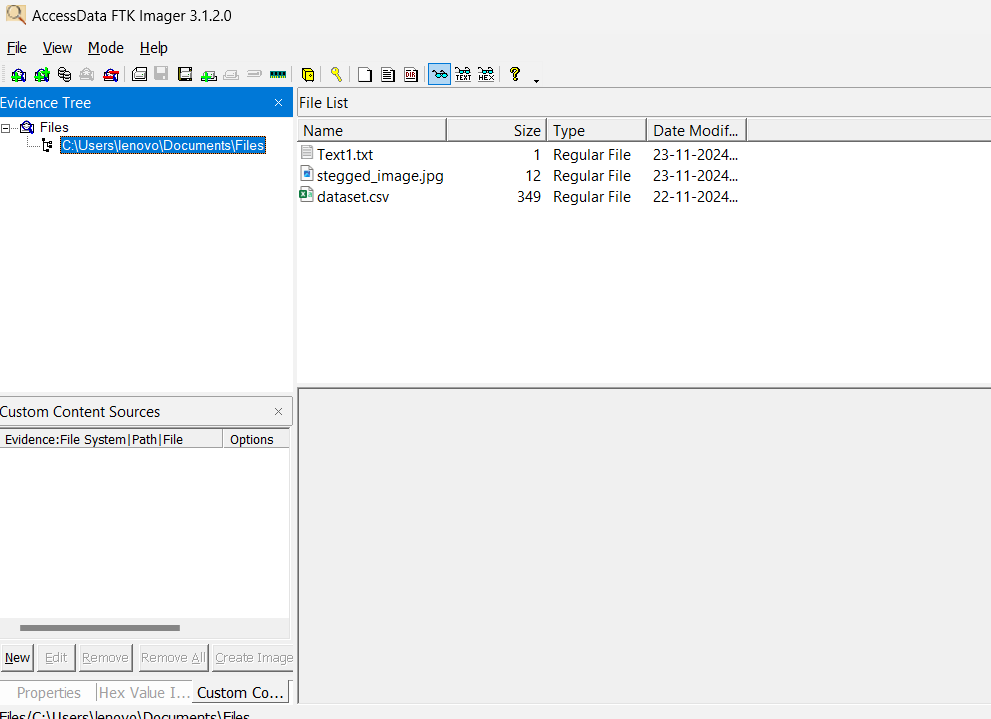 AccessData FTK Imager 3.1.2.0
File View Mode Help
TEXT HEX
Evidence Tree ×
Files
C:\Users\lenovo\Documents\Files
File List
Name Size Type Date Modif...
Text1.txt 1 Regular File 23-11-2024...
stegged_image.jpg 12 Regular File 23-11-2024...
dataset.csv 349 Regular File 22-11-2024...
Custom Content Sources ×
Evidence:File System|Path|File Options
New Edit Remove Remove All Create Image
Properties Hex Value I... Custom Co...
Files/C:\Users\lenovo\Documents\Files